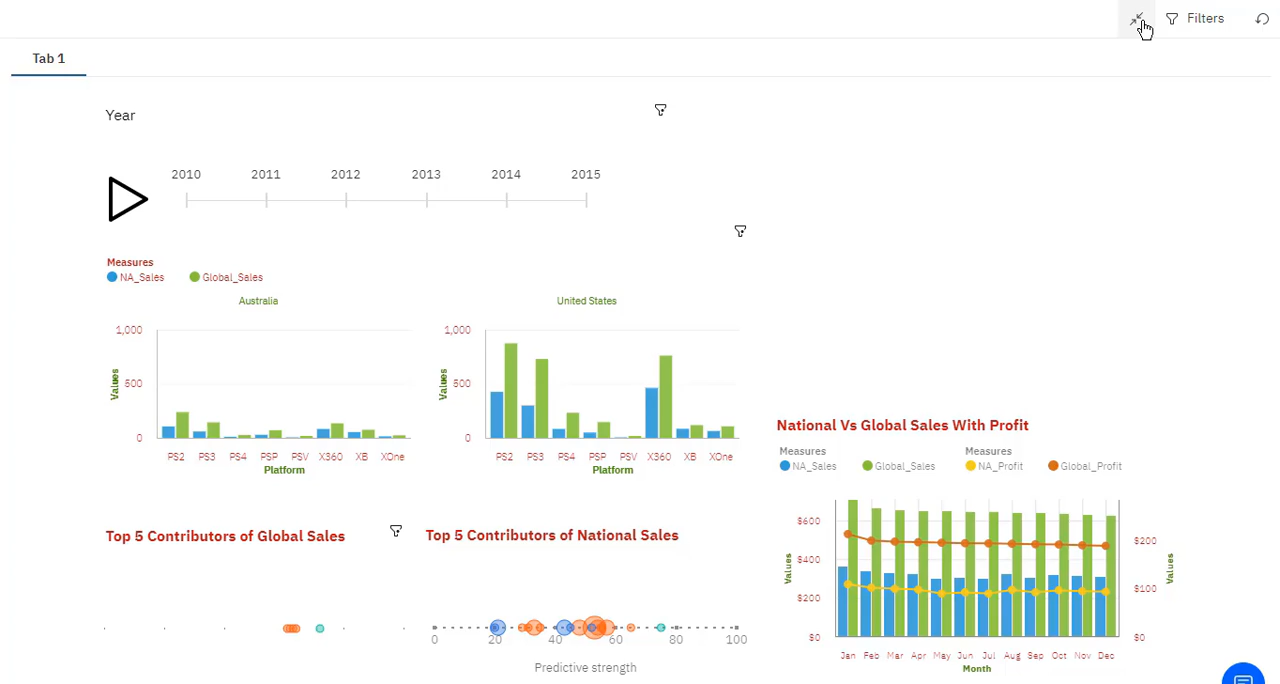 Filters
Tab 1
Year
2010 2011 2012 2013 2014 2015
Measures
NA_Sales Global_Sales
Australia United States
1,000
500
0
Values
PS2 PS3 PS4 PSP PSV X360 XB XOne
Platform
1,000
500
0
Values
PS2 PS3 PS4 PSP PSV X360 XB XOne
Platform
National Vs Global Sales With Profit
Measures Measures
NA_Sales Global_Sales NA_Profit Global_Profit
$600
$400
$200
$0
Values
$200
$100
$0
Values
Jan Feb Mar Apr May Jun Jul Aug Sep Oct Nov Dec
Month
Top 5 Contributors of Global Sales
Top 5 Contributors of National Sales
0 20 40 60 80 100
Predictive strength